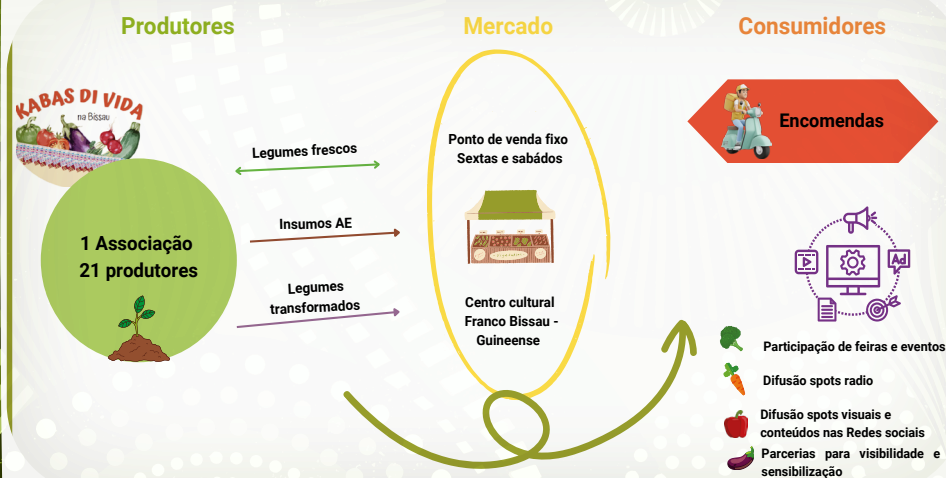 Produtores
Mercado
Consumidores
KABAS DI VIDA
na Bissau
1 Associação
21 produtores
Legumes frescos
Insumos AE
Legumes
transformados
Ponto de venda fixo
Sextas e sabádos
Centro cultural
Franco Bissau -
Guineense
Encomendas
Ad
Participação de feiras e eventos
Difusão spots radio
Difusão spots visuais e
conteúdos nas Redes sociais
Parcerias para visibilidade e
sensibilização